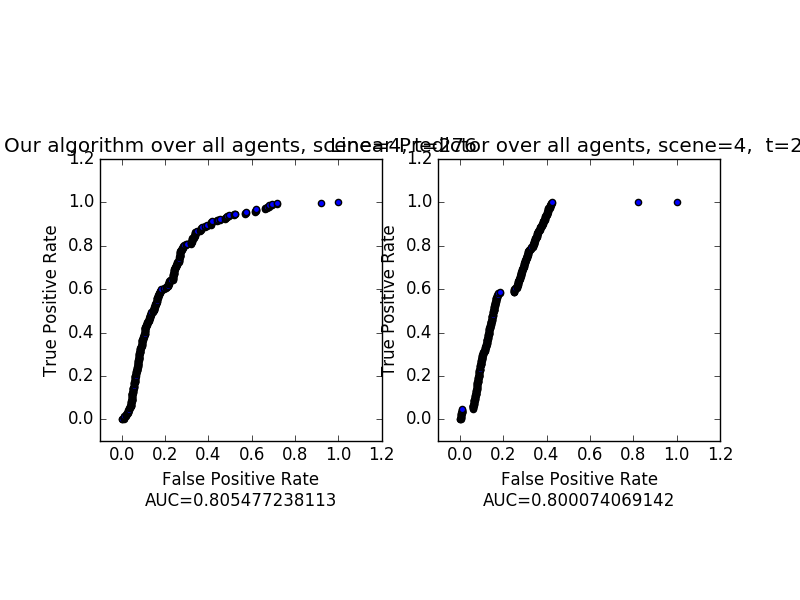 Our algorithm over all agents, scene=4, t=276
Linear Predictor over all agents, scene=4, t=2
1.2
1.0
0.8
0.6
0.4
0.2
0.0
True Positive Rate
0.0 0.2 0.4 0.6 0.8 1.0 1.2
False Positive Rate
AUC=0.805477238113
1.2
1.0
0.8
0.6
0.4
0.2
0.0
True Positive Rate
0.0 0.2 0.4 0.6 0.8 1.0 1.2
False Positive Rate
AUC=0.800074069142